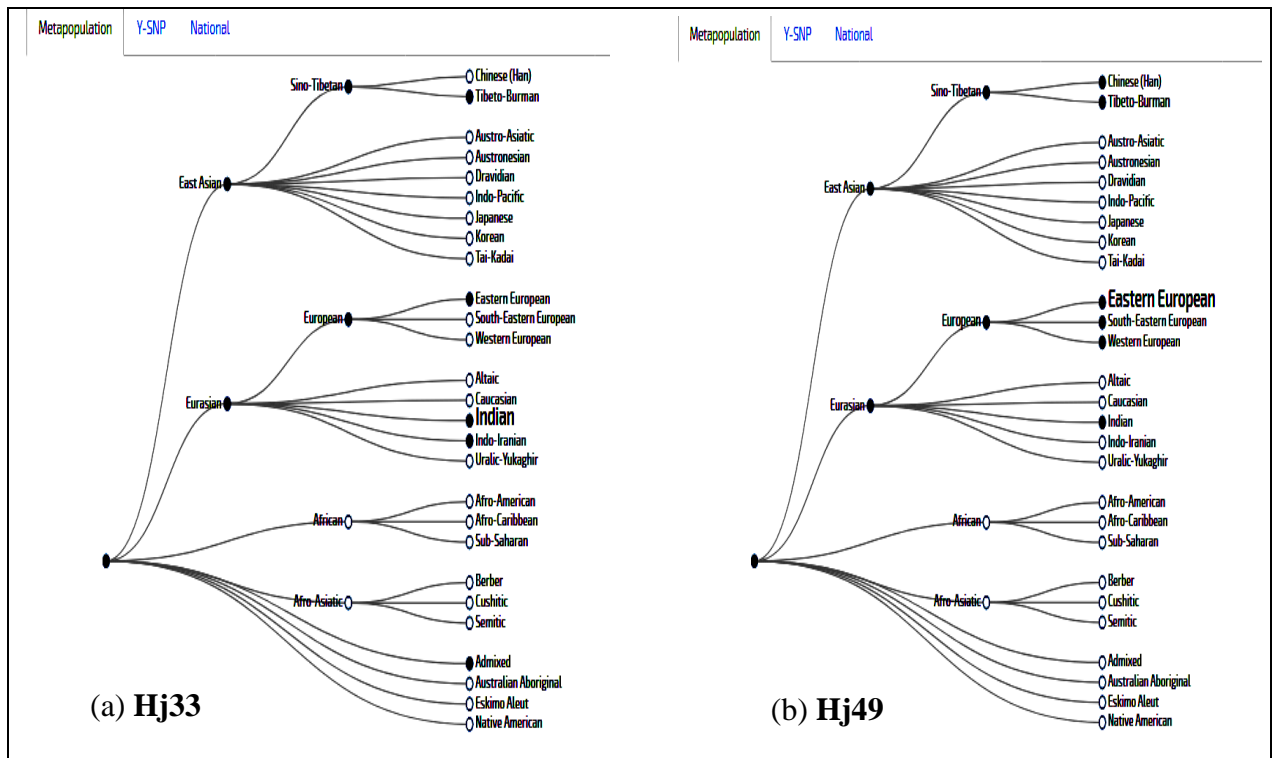 Metapopulation Y-SNP National
Sino-Tibetan
Chinese (Han)
Tibeto-Burman
East Asian
Austro-Asiatic
Austronesian
Dravidian
Indo-Pacific
Japanese
Korean
Tai-Kadai
European
Eastern European
South-Eastern European
Western European
Eurasian
Altaic
Caucasian
Indian
Indo-Iranian
Uralic-Yukaghir
African
Afro-American
Afro-Caribbean
Sub-Saharan
Afro-Asiatic
Berber
Cushitic
Semitic
Admixed
Australian Aboriginal
Eskimo Aleut
Native American
(a) Hj33
Metapopulation Y-SNP National
Sino-Tibetan
Chinese (Han)
Tibeto-Burman
East Asian
Austro-Asiatic
Austronesian
Dravidian
Indo-Pacific
Japanese
Korean
Tai-Kadai
European
Eastern European
South-Eastern European
Western European
Eurasian
Altaic
Caucasian
Indian
Indo-Iranian
Uralic-Yukaghir
African
Afro-American
Afro-Caribbean
Sub-Saharan
Afro-Asiatic
Berber
Cushitic
Semitic
Admixed
Australian Aboriginal
Eskimo Aleut
Native American
(b) Hj49